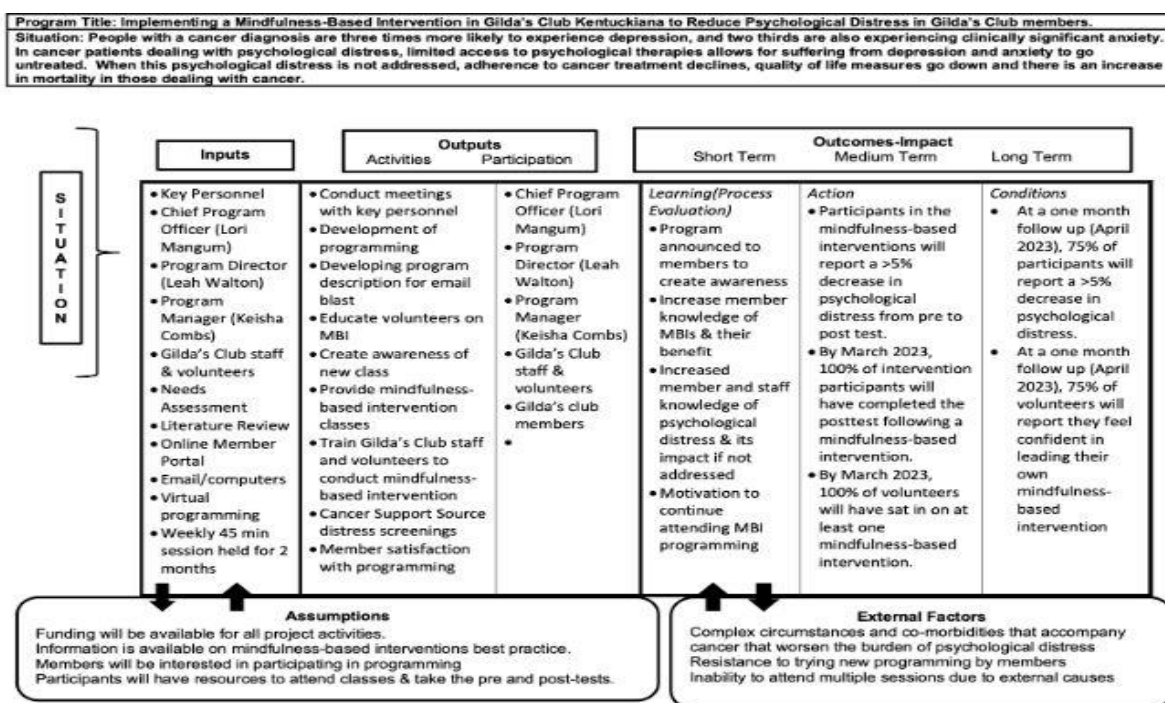 Program Title: Implementing a Mindfulness-Based Intervention in Gilda's Club Kentuckiana to Reduce Psychological Distress in Gilda's Club members.
Situation: People with a cancer diagnosis are three times more likely to experience depression, and two thirds are also experiencing clinically significant anxiety.
In cancer patients dealing with psychological distress, limited access to psychological therapies allows for suffering from depression and anxiety to go
untreated. When this psychological distress is not addressed, adherence to cancer treatment declines, quality of life measures go down and there is an increase
in mortality in those dealing with cancer.
SITUATION
Inputs
Outputs
Activities Participation
Outcomes-Impact
Short Term Medium Term Long Term
• Key Personnel
• Chief Program
Officer (Lori
Mangum)
• Program Director
(Leah Walton)
• Program
Manager (Keisha
Combs)
• Gilda's Club staff
& volunteers
• Needs
Assessment
• Literature Review
• Online Member
Portal
• Email/computers
• Virtual
programming
• Weekly 45 min
session held for 2
months
• Conduct meetings
with key personnel
• Development of
programming
• Developing program
description for email
blast
• Educate volunteers on
MBI
• Create awareness of
new class
• Provide mindfulness-
based intervention
classes
• Train Gilda's Club staff
and volunteers to
conduct mindfulness-
based intervention
• Cancer Support Source
distress screenings
• Member satisfaction
with programming
• Chief Program
Officer (Lori
Mangum)
• Program
Director (Leah
Walton)
• Program
Manager
(Keisha Combs)
• Gilda's Club
staff &
volunteers
• Gilda's club
members
•
Learning(Process
Evaluation)
• Program
announced to
members to
create awareness
• Increase member
knowledge of
MBIs & their
benefit
• Increased
member and staff
knowledge of
psychological
distress & its
impact if not
addressed
• Motivation to
continue
attending MBI
programming
Action
• Participants in the
mindfulness-based
interventions will
report a >5%
decrease in
psychological
distress from pre to
post test.
• By March 2023,
100% of intervention
participants will
have completed the
posttest following a
mindfulness-based
intervention.
• By March 2023,
100% of volunteers
will have sat in on at
least one
mindfulness-based
intervention.
Conditions
• At a one month
follow up (April
2023), 75% of
participants will
report a >5%
decrease in
psychological
distress.
• At a one month
follow up (April
2023), 75% of
volunteers will
report they feel
confident in
leading their
own
mindfulness-
based
intervention
Assumptions
Funding will be available for all project activities.
Information is available on mindfulness-based interventions best practice.
Members will be interested in participating in programming
Participants will have resources to attend classes & take the pre and post-tests.
External Factors
Complex circumstances and co-morbidities that accompany
cancer that worsen the burden of psychological distress
Resistance to trying new programming by members
Inability to attend multiple sessions due to external causes